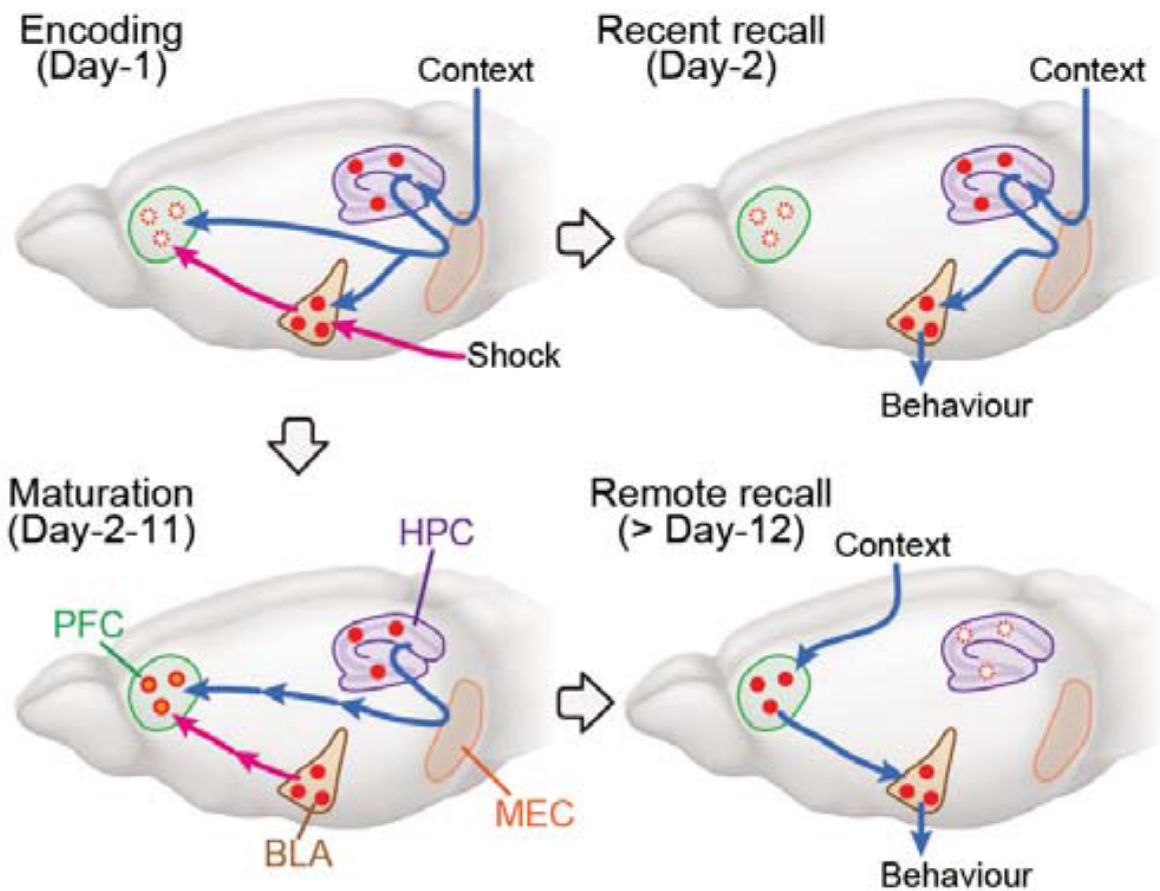 Encoding
(Day-1)
Context
Shock
Recent recall
(Day-2)
Context
Behaviour
Maturation
(Day-2-11)
HPC
PFC
BLA
MEC
Remote recall
(> Day-12)
Context
Behaviour